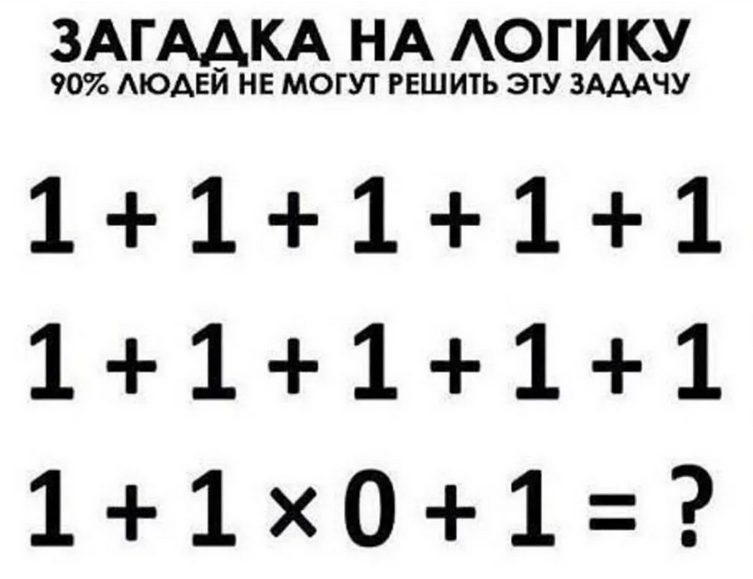 ЗАГАДКА НА ЛОГИКУ
90% ЛЮДЕЙ НЕ МОГУТ РЕШИТЬ ЭТУ ЗАДАЧУ
1 + 1 + 1 + 1 + 1
1 + 1 + 1 + 1 + 1
1 + 1 × 0 + 1 = ?